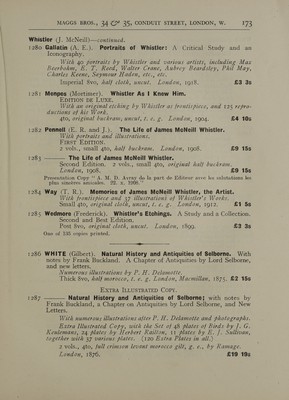 MAGGS BROS., 34 & 35, CONDUIT STREET, LONDON, W. 173
Whistler (J. McNeill)—continued.
1280 Gallatin (A. E.). Portraits of Whistler: A Critical Study and an
Iconography.
With 40 portraits by Whistler and various artists, including Max
Beerbohm, E. T. Reed, Walter Crane, Aubrey Beardsley, Phil May,
Charles Keene, Seymour Haden, etc., etc.
Imperial 8vo, half cloth, uncut. London, 1918. £3 3s
1281 Menpes (Mortimer). Whistler As I Knew Him.
EDITION DE LUXE.
With an original etching by Whistler as frontispiece, and 125 repro-
ductions of his Work.
4to, original buckram, uncut, t. e. g. London, 1904. £4 10s
1282 Pennell (E. R. and J.). The Life of James McNeill Whistler.
With portraits and illustrations.
FIRST EDITION.
2 vols., small 4to, half buckram. London, 1908. £9 15s
1283 ——— The Life of James McNeill Whistler.
Second Edition. 2 vols., small 4to, original half buckram.
London, 1908. £9 15s
Presentation Copy "A M. D. Array de la part de Editeur avec les salutations les
plus sincères amicales. 22. x. 1908.
1284 Way (T. R.). Memories of James McNeill Whistler, the Artist.
With frontispiece and 37 illustrations of Whistler's Works.
Small 4to, original cloth, uncut, t. e. g. London, 1912. £1 5s
1285 Wedmore (Frederick). Whistler's Etchings. A Study and a Collection.
Second and Best Edition.
Post 8vo, original cloth, uncut. London, 1899. £3 3s
One of 135 copies printed.
1286 WHITE (Gilbert). Natural History and Antiquities of Selborne. With
notes by Frank Buckland. A Chapter of Antiquities by Lord Selborne,
and new letters.
Numerous illustrations by P. H. Delamotte.
Thick 8vo, half morocco, t. e. g. London, Macmillan, 1875. £2 15s
EXTRA ILLUSTRATED COPY.
1287 ——— Natural History and Antiquities of Selborne; with notes by
Frank Buckland, a Chapter on Antiquities by Lord Selborne, and New
Letters.
With numerous illustrations after P. H. Delamotte and photographs.
Extra Illustrated Copy, with the Set of 48 plates of Birds by J. G.
Keulemans, 24 plates by Herbert Railton, 11 plates by E. J. Sullivan,
together with 37 various plates. (120 Extra Plates in all.)
2 vols., 4to, full crimson levant morocco gilt, g. e., by Ramage.
London, 1876. £19 10s